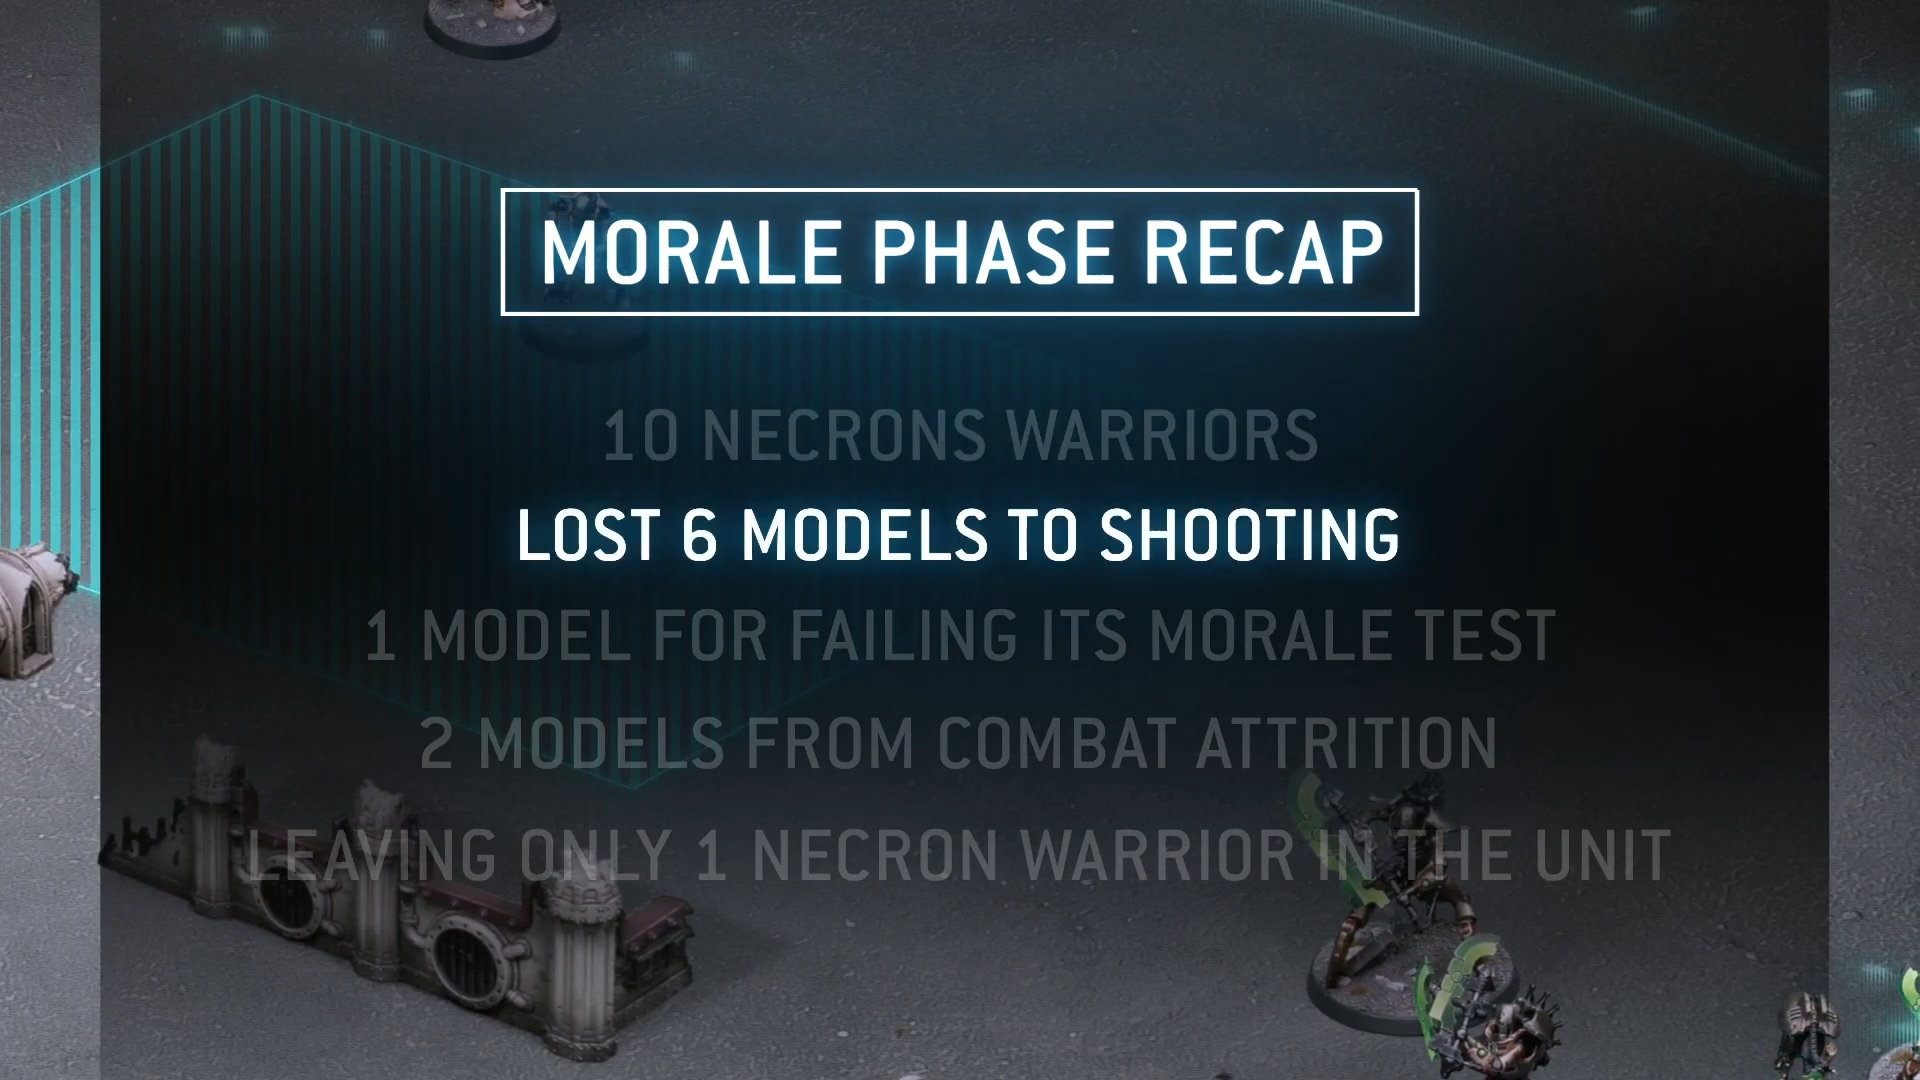 MORALE PHASE RECAP
10 NECRONS WARRIORS
LOST 6 MODELS TO SHOOTING
1 MODEL FOR FAILING ITS MORALE TEST
2 MODELS FROM COMBAT ATTRITION
LEAVING ONLY 1 NECRON WARRIOR IN THE UNIT